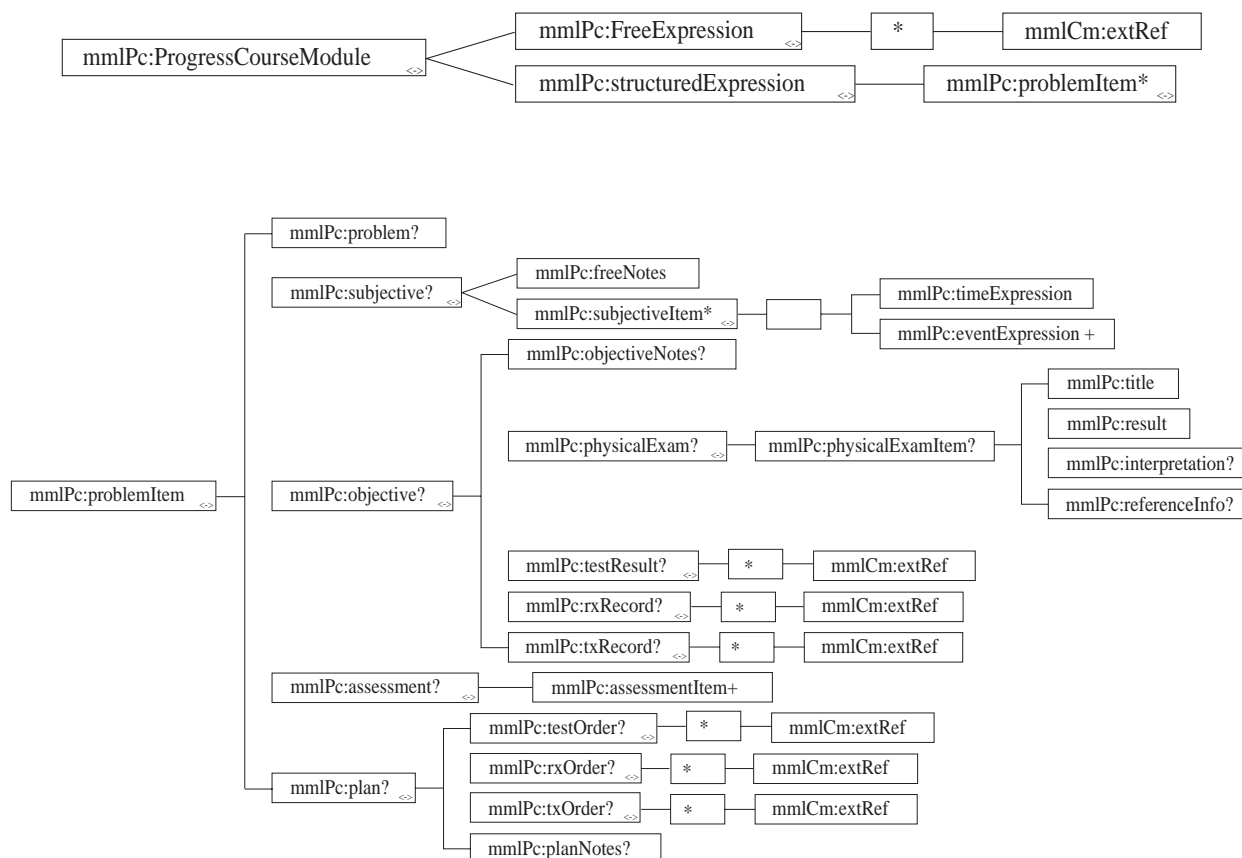 mmlPc:ProgressCourseModule <->
mmlPc:FreeExpression <-> * mmlCm:extRef
mmlPc:structuredExpression <-> mmlPc:problemItem* <->
mmlPc:problemItem <->
mmlPc:problem?
mmlPc:subjective? <->
mmlPc:freeNotes
mmlPc:subjectiveItem* <->
mmlPc:timeExpression
mmlPc:eventExpression +
mmlPc:objective? <->
mmlPc:objectiveNotes?
mmlPc:physicalExam? <-> mmlPc:physicalExamItem?
mmlPc:title
mmlPc:result
mmlPc:interpretation?
mmlPc:referenceInfo?
mmlPc:testResult? <-> * mmlCm:extRef
mmlPc:rxRecord? <-> * mmlCm:extRef
mmlPc:txRecord? <-> * mmlCm:extRef
mmlPc:assessment? <-> mmlPc:assessmentItem+
mmlPc:plan? <->
mmlPc:testOrder? <-> * mmlCm:extRef
mmlPc:rxOrder? <-> * mmlCm:extRef
mmlPc:txOrder? <-> * mmlCm:extRef
mmlPc:planNotes?